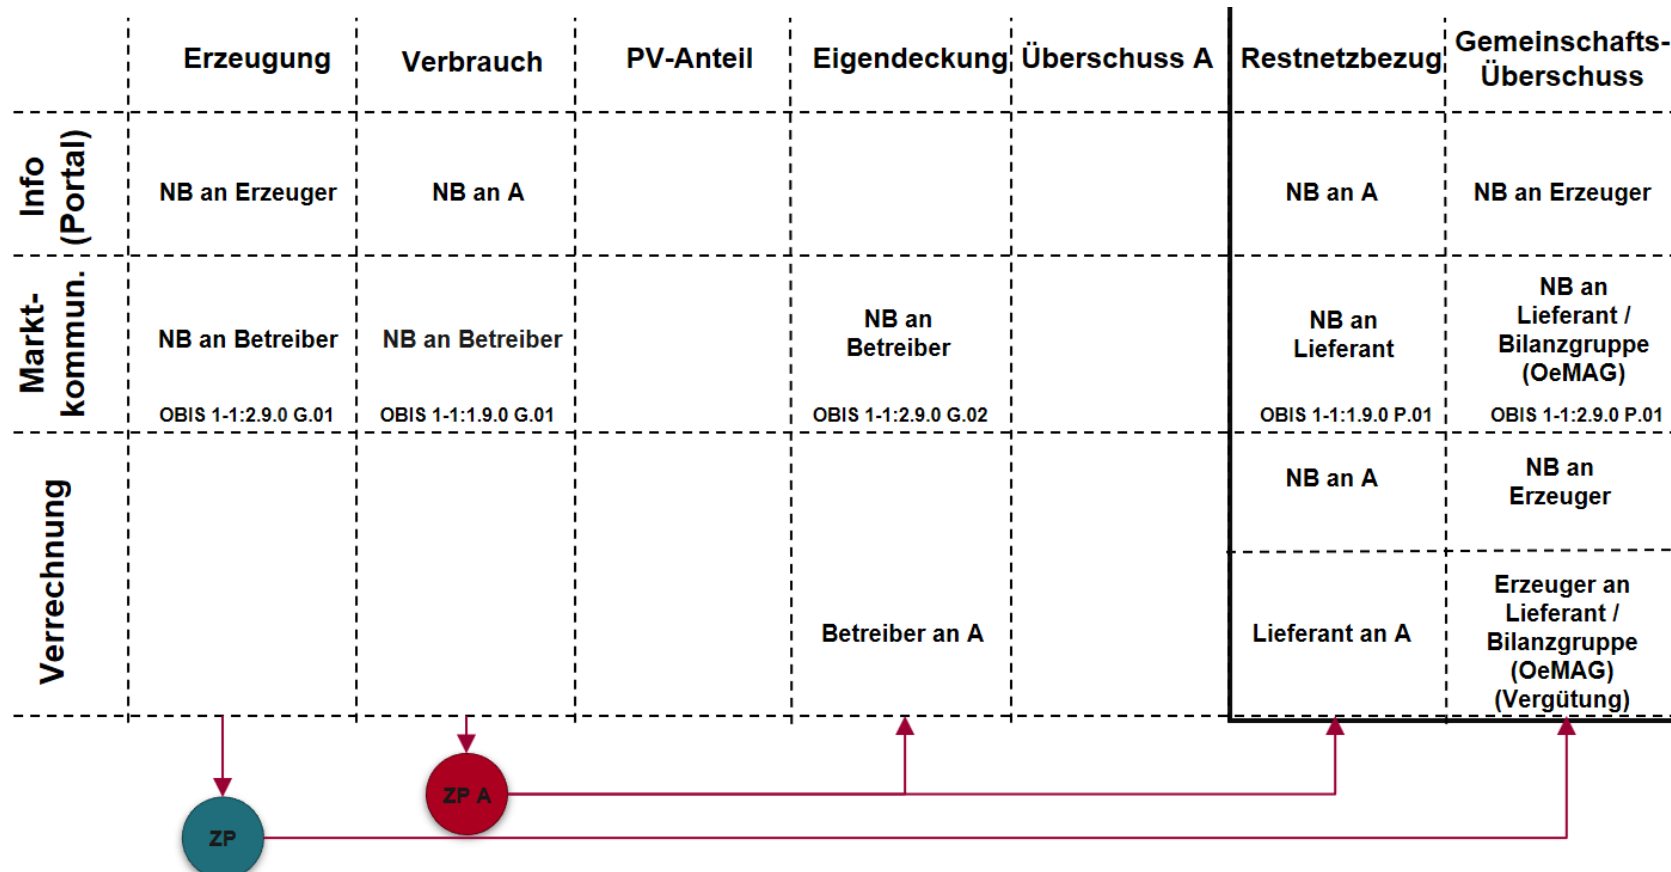 Erzeugung
Verbrauch
PV-Anteil
Eigendeckung
Überschuss A
Restnetzbezug
Gemeinschafts-
Überschuss
Info
(Portal)
NB an Erzeuger
NB an A
NB an A
NB an Erzeuger
Markt-
kommun.
NB an Betreiber
OBIS 1-1:2.9.0 G.01
NB an Betreiber
OBIS 1-1:1.9.0 G.01
NB an
Betreiber
OBIS 1-1:2.9.0 G.02
NB an
Lieferant
OBIS 1-1:1.9.0 P.01
NB an
Lieferant /
Bilanzgruppe
(OeMAG)
OBIS 1-1:2.9.0 P.01
Verrechnung
NB an A
NB an
Erzeuger
Betreiber an A
Lieferant an A
Erzeuger an
Lieferant /
Bilanzgruppe
(OeMAG)
(Vergütung)
ZP A
ZP